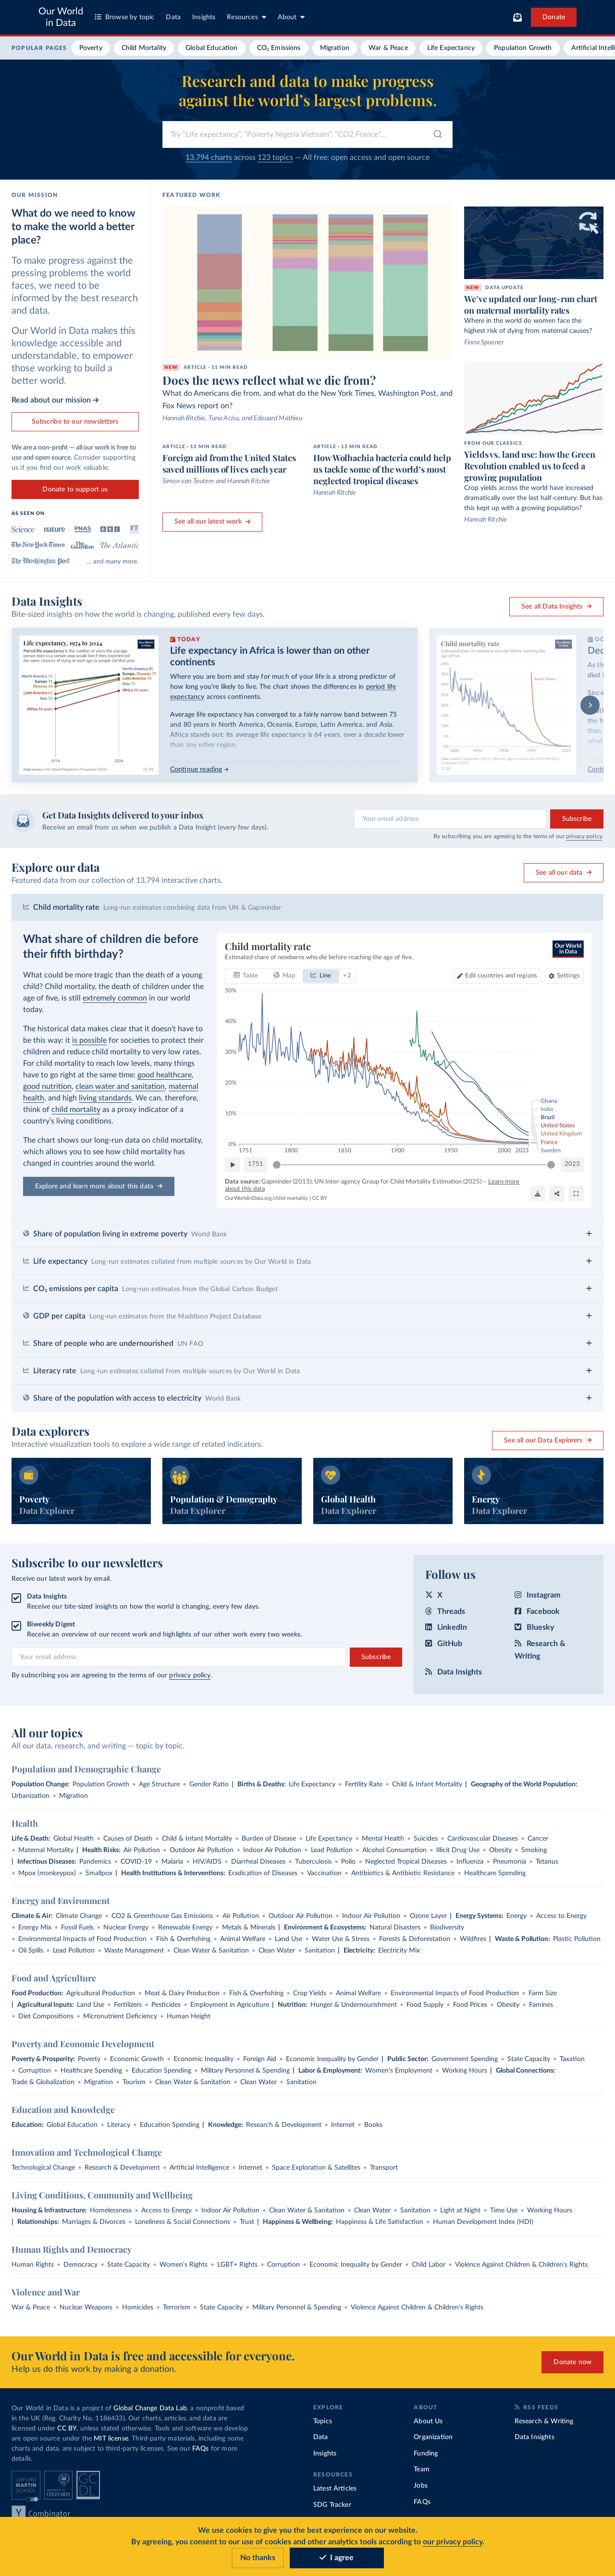 Our World
in Data
Browse by topic
Data
Insights
Resources
About
Donate
POPULAR PAGES
Poverty
Child Mortality
Global Education
CO₂ Emissions
Migration
War & Peace
Life Expectancy
Population Growth
Artificial Intelli
Research and data to make progress
against the world’s largest problems.
Try "Life expectancy", "Poverty Nigeria Vietnam", "CO2 France"...
13,794 charts across 123 topics — All free: open access and open source
OUR MISSION
What do we need to know
to make the world a better
place?
To make progress against the
pressing problems the world
faces, we need to be
informed by the best research
and data.
Our World in Data makes this
knowledge accessible and
understandable, to empower
those working to build a
better world.
Read about our mission
Subscribe to our newsletters
We are a non-profit — all our work is free to
use and open source. Consider supporting
us if you find our work valuable.
Donate to support us
AS SEEN ON
Science
nature
PNAS
BBC
FT
The New York Times
The Guardian
The Atlantic
The Washington Post
... and many more.
FEATURED WORK
NEW ARTICLE · 11 MIN READ
Does the news reflect what we die from?
What do Americans die from, and what do the New York Times, Washington Post, and
Fox News report on?
Hannah Ritchie, Tuna Acisu, and Edouard Mathieu
ARTICLE · 12 MIN READ
Foreign aid from the United States
saved millions of lives each year
Simon van Teutem and Hannah Ritchie
ARTICLE · 13 MIN READ
How Wolbachia bacteria could help
us tackle some of the world’s most
neglected tropical diseases
Hannah Ritchie
See all our latest work
NEW DATA UPDATE
We’ve updated our long-run chart
on maternal mortality rates
Where in the world do women face the
highest risk of dying from maternal causes?
Fiona Spooner
FROM OUR CLASSICS
Yields vs. land use: how the Green
Revolution enabled us to feed a
growing population
Crop yields across the world have increased
dramatically over the last half-century. But has
this kept up with a growing population?
Hannah Ritchie
Data Insights
Bite-sized insights on how the world is changing, published every few days.
See all Data Insights
Life expectancy, 1974 to 2024
TODAY
Life expectancy in Africa is lower than on other
continents
Where you are born and stay for much of your life is a strong predictor of
how long you’re likely to live. The chart shows the differences in period life
expectancy across continents.
Average life expectancy has converged to a fairly narrow band between 75
and 80 years in North America, Oceania, Europe, Latin America, and Asia.
Africa stands out: its average life expectancy is 64 years, over a decade lower
than any other region.
Continue reading
Child mortality rate
Get Data Insights delivered to your inbox
Receive an email from us when we publish a Data Insight (every few days).
Your email address
Subscribe
By subscribing you are agreeing to the terms of our privacy policy.
Explore our data
Featured data from our collection of 13,794 interactive charts.
See all our data
Child mortality rate Long-run estimates combining data from UN & Gapminder
What share of children die before
their fifth birthday?
What could be more tragic than the death of a young
child? Child mortality, the death of children under the
age of five, is still extremely common in our world
today.
The historical data makes clear that it doesn’t have to
be this way: it is possible for societies to protect their
children and reduce child mortality to very low rates.
For child mortality to reach low levels, many things
have to go right at the same time: good healthcare,
good nutrition, clean water and sanitation, maternal
health, and high living standards. We can, therefore,
think of child mortality as a proxy indicator of a
country’s living conditions.
The chart shows our long-run data on child mortality,
which allows you to see how child mortality has
changed in countries around the world.
Explore and learn more about this data
Child mortality rate
Estimated share of newborns who die before reaching the age of five.
Our World
in Data
Table
Map
Line
+2
Edit countries and regions
Settings
50%
40%
30%
20%
10%
0%
1751
1800
1850
1900
1950
2000
2023
Ghana
India
Brazil
United States
United Kingdom
France
Sweden
1751
2023
Data source: Gapminder (2015); UN Inter-agency Group for Child Mortality Estimation (2025) – Learn more
about this data
OurWorldinData.org/child-mortality | CC BY
Share of population living in extreme poverty World Bank
Life expectancy Long-run estimates collated from multiple sources by Our World in Data
CO₂ emissions per capita Long-run estimates from the Global Carbon Budget
GDP per capita Long-run estimates from the Maddison Project Database
Share of people who are undernourished UN FAO
Literacy rate Long-run estimates collated from multiple sources by Our World in Data
Share of the population with access to electricity World Bank
Data explorers
Interactive visualization tools to explore a wide range of related indicators.
See all our Data Explorers
Poverty
Data Explorer
Population & Demography
Data Explorer
Global Health
Data Explorer
Energy
Data Explorer
Subscribe to our newsletters
Receive our latest work by email.
Data Insights
Receive our bite-sized insights on how the world is changing, every few days.
Biweekly Digest
Receive an overview of our recent work and highlights of our other work every two weeks.
Your email address
Subscribe
By subscribing you are agreeing to the terms of our privacy policy.
Follow us
X
Threads
LinkedIn
GitHub
Data Insights
Instagram
Facebook
Bluesky
Research &
Writing
All our topics
All our data, research, and writing — topic by topic.
Population and Demographic Change
Population Change: Population Growth • Age Structure • Gender Ratio | Births & Deaths: Life Expectancy • Fertility Rate • Child & Infant Mortality | Geography of the World Population:
Urbanization • Migration
Health
Life & Death: Global Health • Causes of Death • Child & Infant Mortality • Burden of Disease • Life Expectancy • Mental Health • Suicides • Cardiovascular Diseases • Cancer
• Maternal Mortality | Health Risks: Air Pollution • Outdoor Air Pollution • Indoor Air Pollution • Lead Pollution • Alcohol Consumption • Illicit Drug Use • Obesity • Smoking
| Infectious Diseases: Pandemics • COVID-19 • Malaria • HIV/AIDS • Diarrheal Diseases • Tuberculosis • Polio • Neglected Tropical Diseases • Influenza • Pneumonia • Tetanus
• Mpox (monkeypox) • Smallpox | Health Institutions & Interventions: Eradication of Diseases • Vaccination • Antibiotics & Antibiotic Resistance • Healthcare Spending
Energy and Environment
Climate & Air: Climate Change • CO2 & Greenhouse Gas Emissions • Air Pollution • Outdoor Air Pollution • Indoor Air Pollution • Ozone Layer | Energy Systems: Energy • Access to Energy
• Energy Mix • Fossil Fuels • Nuclear Energy • Renewable Energy • Metals & Minerals | Environment & Ecosystems: Natural Disasters • Biodiversity
• Environmental Impacts of Food Production • Fish & Overfishing • Animal Welfare • Land Use • Water Use & Stress • Forests & Deforestation • Wildfires | Waste & Pollution: Plastic Pollution
• Oil Spills • Lead Pollution • Waste Management • Clean Water & Sanitation • Clean Water • Sanitation | Electricity: Electricity Mix
Food and Agriculture
Food Production: Agricultural Production • Meat & Dairy Production • Fish & Overfishing • Crop Yields • Animal Welfare • Environmental Impacts of Food Production • Farm Size
| Agricultural Inputs: Land Use • Fertilizers • Pesticides • Employment in Agriculture | Nutrition: Hunger & Undernourishment • Food Supply • Food Prices • Obesity • Famines
• Diet Compositions • Micronutrient Deficiency • Human Height
Poverty and Economic Development
Poverty & Prosperity: Poverty • Economic Growth • Economic Inequality • Foreign Aid • Economic Inequality by Gender | Public Sector: Government Spending • State Capacity • Taxation
• Corruption • Healthcare Spending • Education Spending • Military Personnel & Spending | Labor & Employment: Women's Employment • Working Hours | Global Connections:
Trade & Globalization • Migration • Tourism • Clean Water & Sanitation • Clean Water • Sanitation
Education and Knowledge
Education: Global Education • Literacy • Education Spending | Knowledge: Research & Development • Internet • Books
Innovation and Technological Change
Technological Change • Research & Development • Artificial Intelligence • Internet • Space Exploration & Satellites • Transport
Living Conditions, Community and Wellbeing
Housing & Infrastructure: Homelessness • Access to Energy • Indoor Air Pollution • Clean Water & Sanitation • Clean Water • Sanitation • Light at Night • Time Use • Working Hours
| Relationships: Marriages & Divorces • Loneliness & Social Connections • Trust | Happiness & Wellbeing: Happiness & Life Satisfaction • Human Development Index (HDI)
Human Rights and Democracy
Human Rights • Democracy • State Capacity • Women's Rights • LGBT+ Rights • Corruption • Economic Inequality by Gender • Child Labor • Violence Against Children & Children's Rights
Violence and War
War & Peace • Nuclear Weapons • Homicides • Terrorism • State Capacity • Military Personnel & Spending • Violence Against Children & Children's Rights
Our World in Data is free and accessible for everyone.
Help us do this work by making a donation.
Donate now
Our World in Data is a project of Global Change Data Lab, a nonprofit based
in the UK (Reg. Charity No. 1186433). Our charts, articles, and data are
licensed under CC BY, unless stated otherwise. Tools and software we develop
are open source under the MIT license. Third-party materials, including some
charts and data, are subject to third-party licenses. See our FAQs for more
details.
OXFORD
MARTIN
SCHOOL
OXFORD
GC
DL
Y Combinator
EXPLORE
Topics
Data
Insights
RESOURCES
Latest Articles
SDG Tracker
ABOUT
About Us
Organization
Funding
Team
Jobs
FAQs
RSS FEEDS
Research & Writing
Data Insights
We use cookies to give you the best experience on our website.
By agreeing, you consent to our use of cookies and other analytics tools according to our privacy policy.
No thanks
I agree